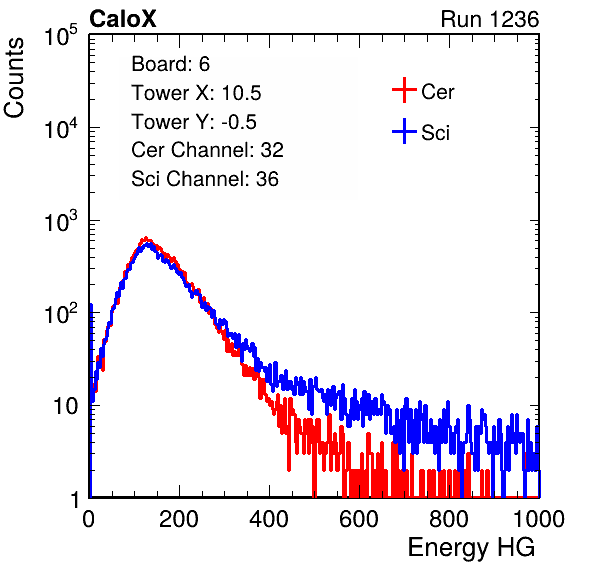 CaloX Run 1236
Counts
Board: 6
Tower X: 10.5
Tower Y: -0.5
Cer Channel: 32
Sci Channel: 36
Cer
Sci
10^5
10^4
10^3
10^2
10
1
0 200 400 600 800 1000
Energy HG